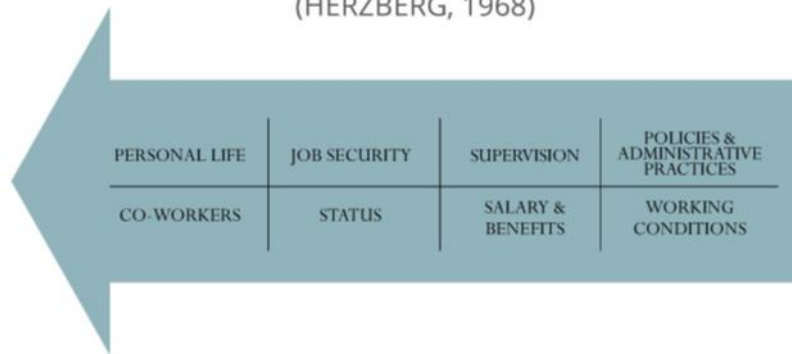 (HERZBERG, 1968)
PERSONAL LIFE
JOB SECURITY
SUPERVISION
POLICIES &
ADMINISTRATIVE
PRACTICES
CO-WORKERS
STATUS
SALARY &
BENEFITS
WORKING
CONDITIONS